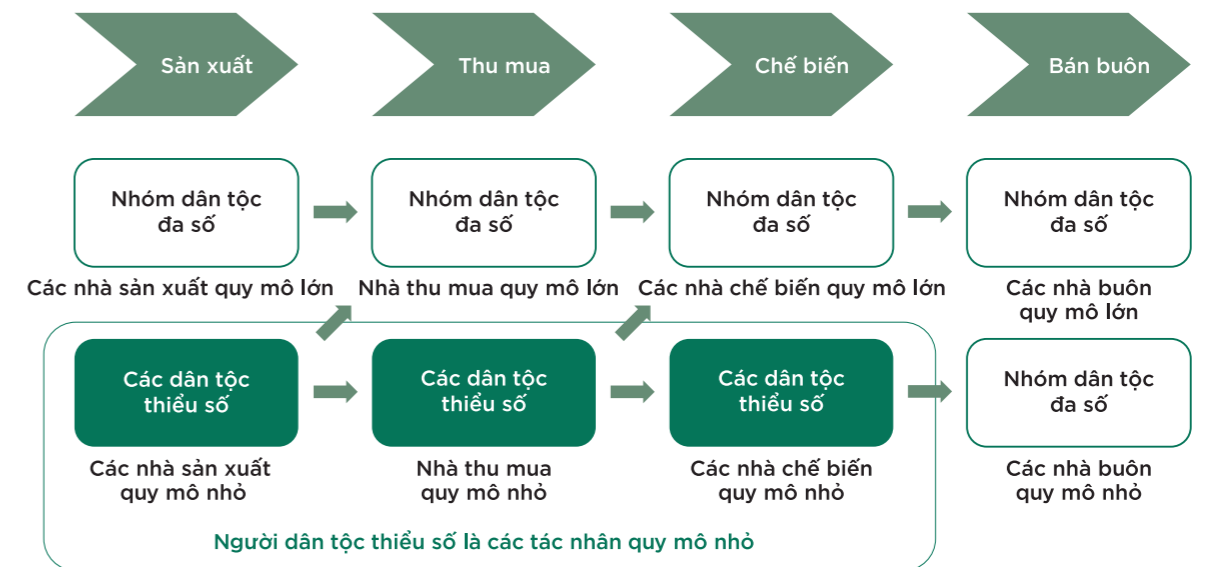 Sản xuất
Thu mua
Chế biến
Bán buôn
Nhóm dân tộc
đa số
Nhóm dân tộc
đa số
Nhóm dân tộc
đa số
Nhóm dân tộc
đa số
Các nhà sản xuất quy mô lớn
Nhà thu mua quy mô lớn
Các nhà chế biến quy mô lớn
Các nhà buôn
quy mô lớn
Các dân tộc
thiểu số
Các dân tộc
thiểu số
Các dân tộc
thiểu số
Nhóm dân tộc
đa số
Các nhà sản xuất
quy mô nhỏ
Nhà thu mua
quy mô nhỏ
Các nhà chế biến
quy mô nhỏ
Các nhà buôn
quy mô nhỏ
Người dân tộc thiểu số là các tác nhân quy mô nhỏ